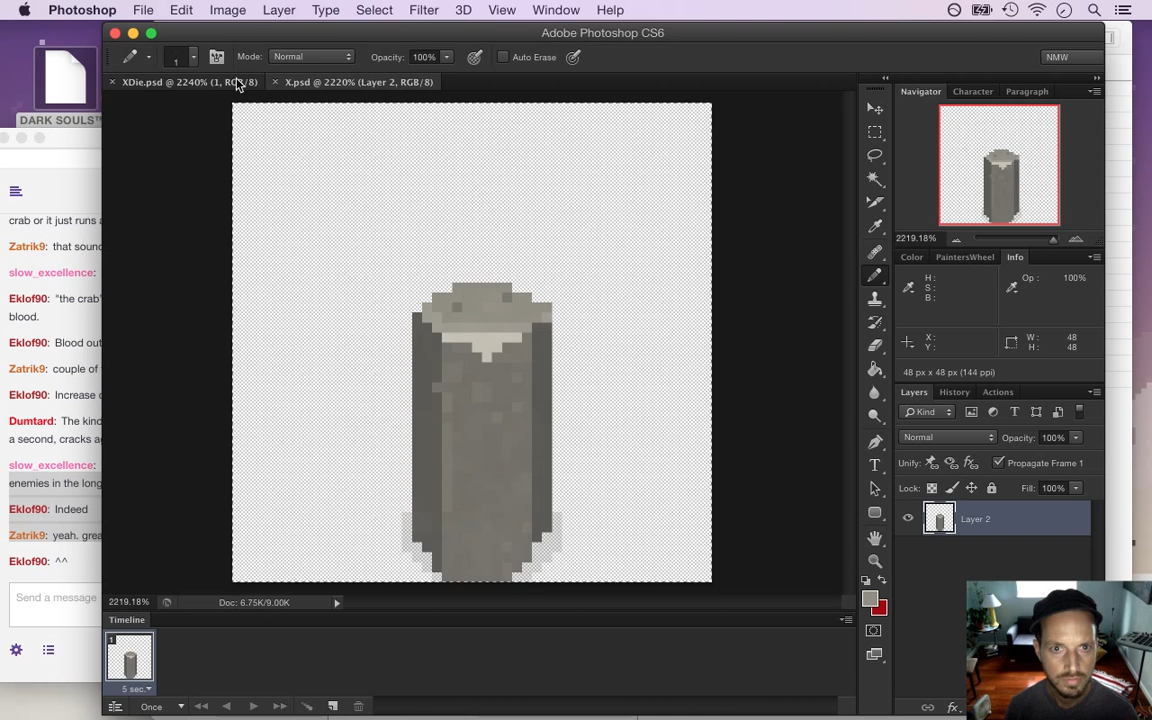 Photoshop File Edit Image Layer Type Select Filter 3D View Window Help
Adobe Photoshop CS6
1 Mode: Normal Opacity: 100% Auto Erase NMW
XDie.psd @ 2240% (1, RGB/8) X.psd @ 2220% (Layer 2, RGB/8)
DARK SOULS™
crab or it just runs
Zatrik9: that sound
slow_excellence:
Eklof90: "the crab"
blood.
Eklof90: Blood out
Zatrik9: couple of
Eklof90: Increase
Dumtard: The kind
a second, cracks
slow_excellence:
enemies in the long
Eklof90: Indeed
Zatrik9: yeah.
Eklof90: ^^
Send a message
Navigator Character Paragraph
2219.18%
Color PaintersWheel Info
H:
S:
B:
Op: 100%
X:
Y:
W: 48
H: 48
48 px x 48 px (144 ppi)
Layers History Actions
Kind
Normal Opacity: 100%
Unify: Propagate Frame 1
Lock: Fill: 100%
Layer 2
2219.18% Doc: 6.75K/9.00K
Timeline
1
5 sec.
Once
fx